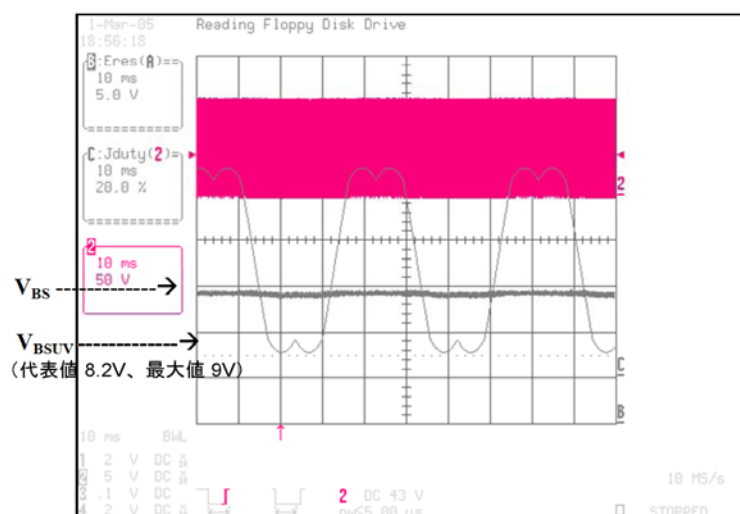 1-Mar-05 Reading Floppy Disk Drive
18:56:18
B:Eres(A)==
10 ms
5.0 V
C:Jduty(2)=
10 ms
20.0 %
2
10 ms
50 V
2
VBS
VBSUV
(代表値 8.2V、最大値 9V)
C
B
10 ms BWL
1 2 V DC
2 5 V DC
3 .1 V DC
4 2 V DC
2 DC 43 V
10 MS/s
STOPPED